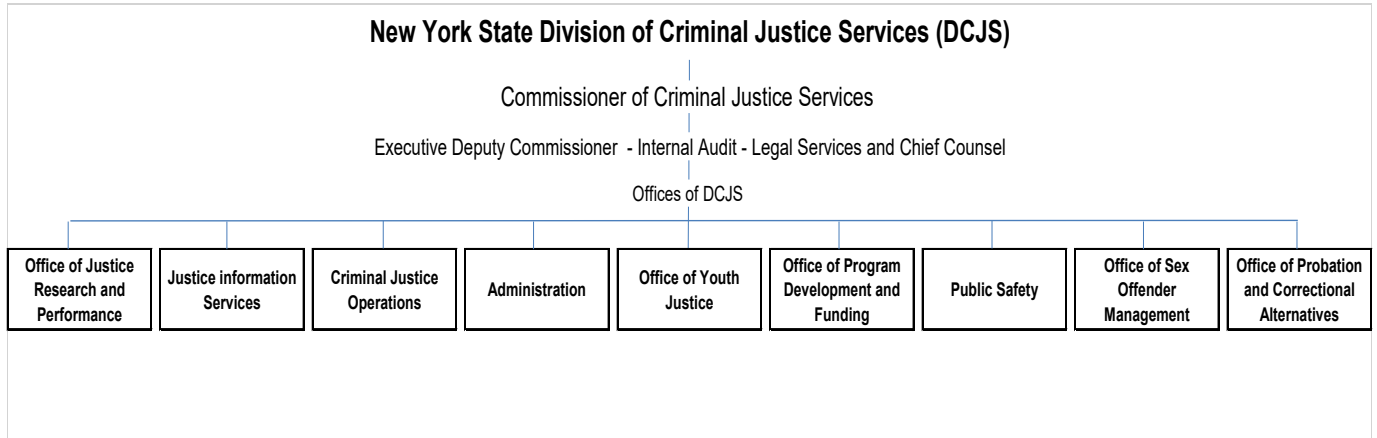 New York State Division of Criminal Justice Services (DCJS)
Commissioner of Criminal Justice Services
Executive Deputy Commissioner - Internal Audit - Legal Services and Chief Counsel
Offices of DCJS
Office of Justice
Research and
Performance
Justice information
Services
Criminal Justice
Operations
Administration
Office of Youth
Justice
Office of Program
Development and
Funding
Public Safety
Office of Sex
Offender
Management
Office of Probation
and Correctional
Alternatives